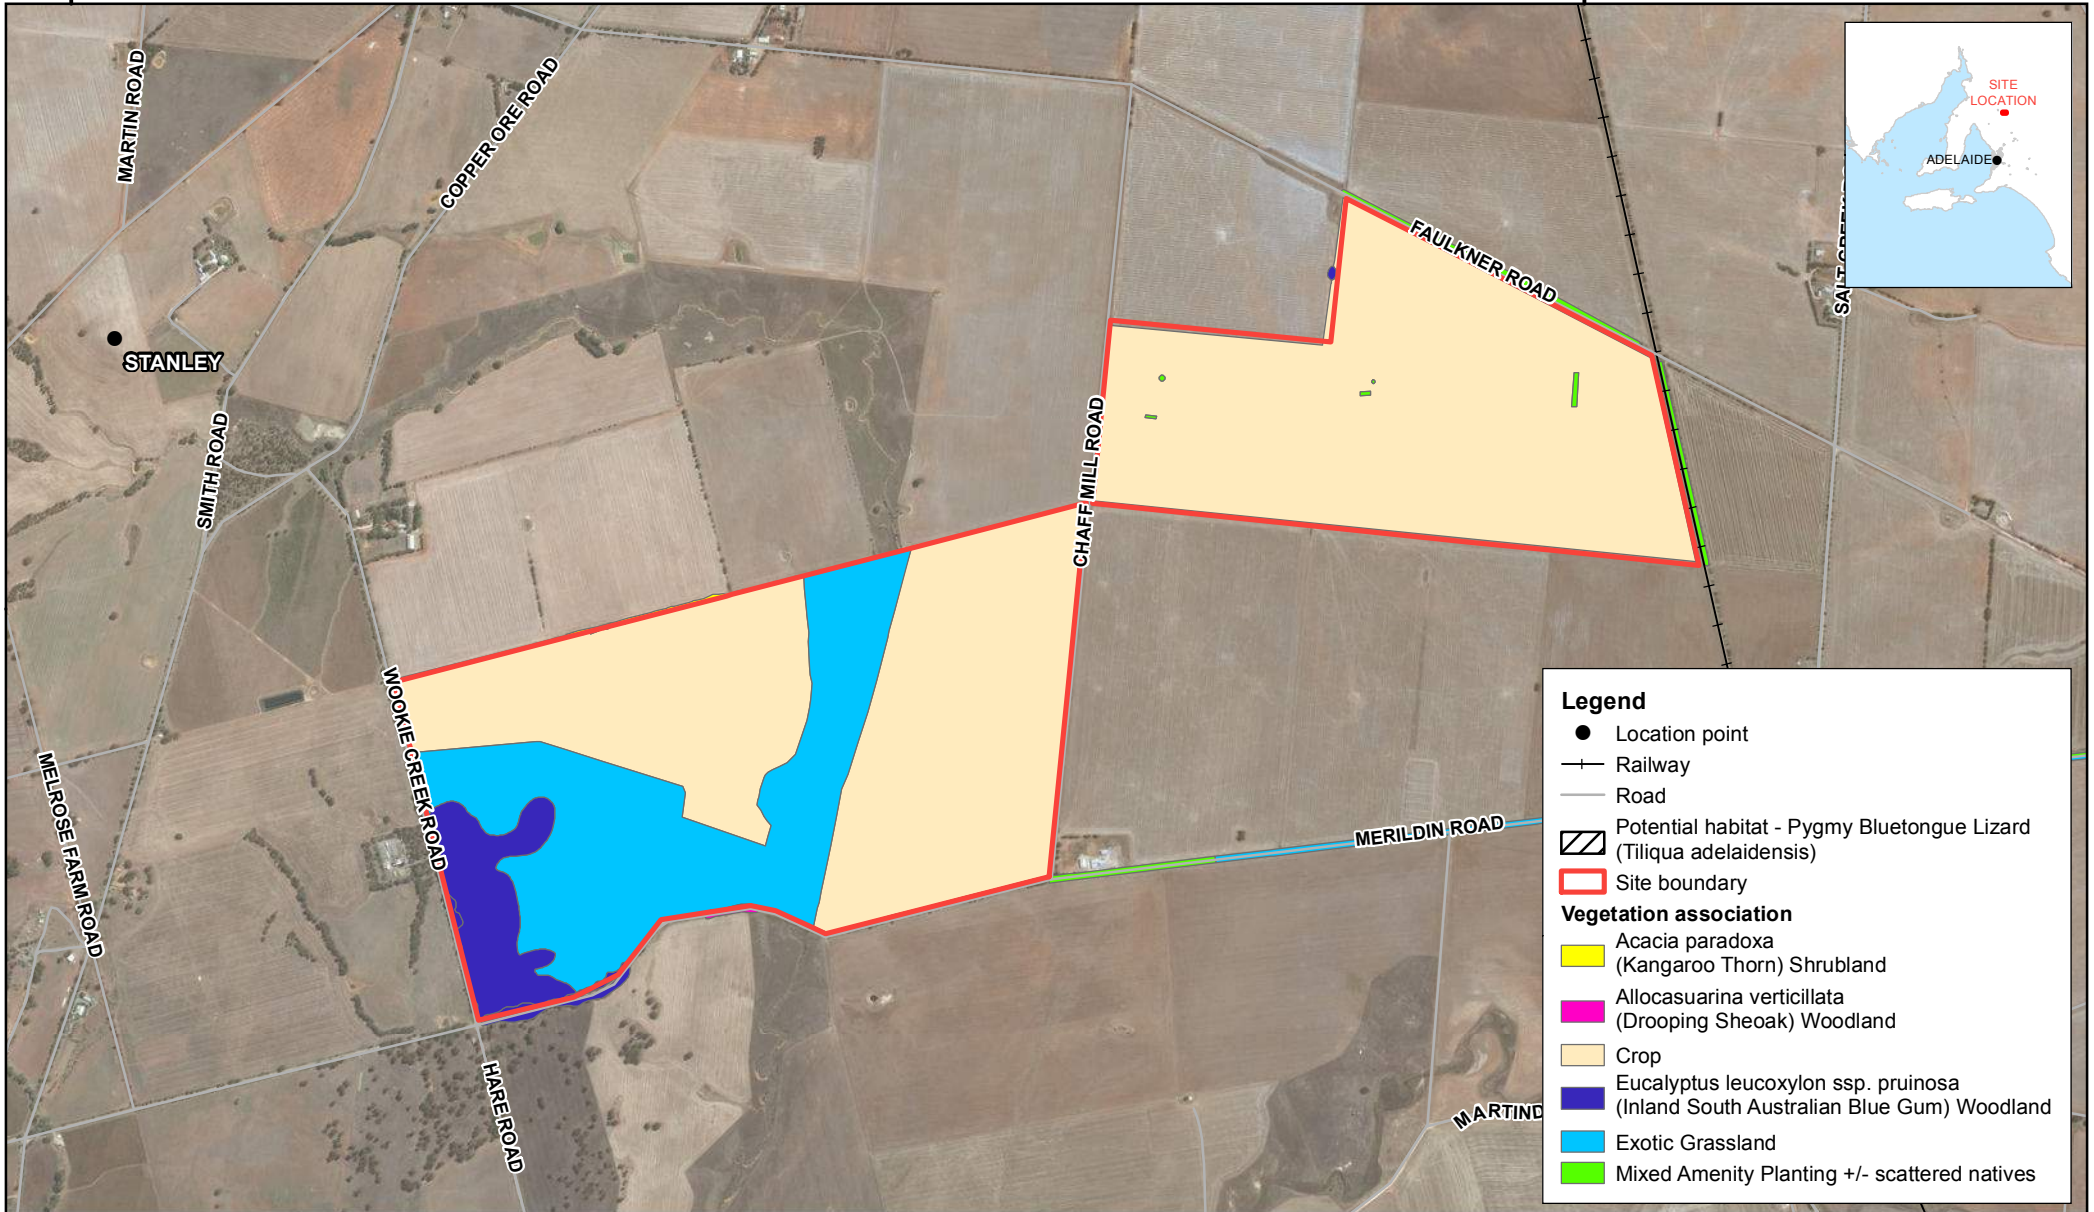 MARTIN ROAD
COPPER ORE ROAD
SITE
LOCATION
ADELAIDE
FAULKNER ROAD
STANLEY
SMITH ROAD
CHAFF MILL ROAD
WOOKIE CREEK ROAD
MELROSE FARM ROAD
MERILDIN ROAD
HARE ROAD
Legend
Location point
Railway
Road
Potential habitat - Pygmy Bluetongue Lizard
(Tiliqua adelaidensis)
Site boundary
Vegetation association
Acacia paradoxa
(Kangaroo Thorn) Shrubland
Allocasuarina verticillata
(Drooping Sheoak) Woodland
Crop
Eucalyptus leucoxylon ssp. pruinosa
(Inland South Australian Blue Gum) Woodland
Exotic Grassland
Mixed Amenity Planting +/- scattered natives
MARTIND
SALT